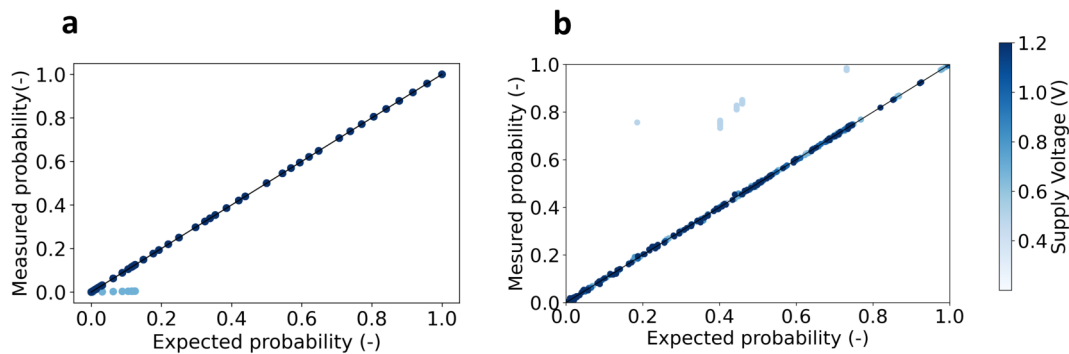 a
Measured probability(-)
1.0
0.8
0.6
0.4
0.2
0.0
0.0 0.2 0.4 0.6 0.8 1.0
Expected probability (-)
b
Mesured probability (-)
1.0
0.8
0.6
0.4
0.2
0.0
0.0 0.2 0.4 0.6 0.8 1.0
Expected probability (-)
1.2
1.0
0.8
0.6
0.4
Supply Voltage (V)